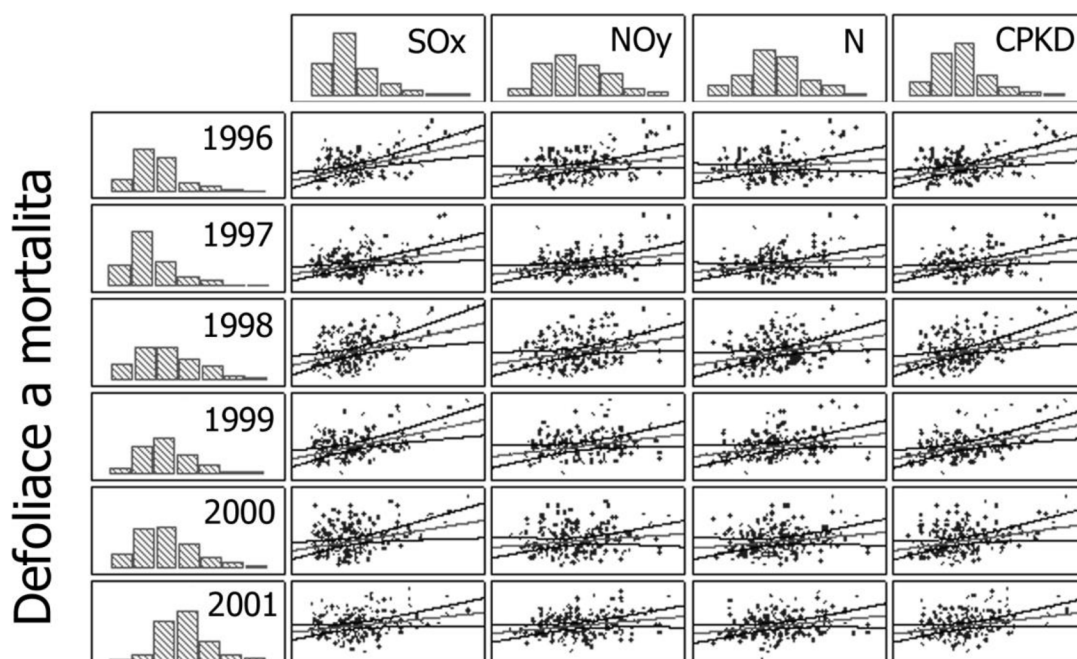 SOx
NOy
N
CPKD
Defoliace a mortalita
1996
1997
1998
1999
2000
2001